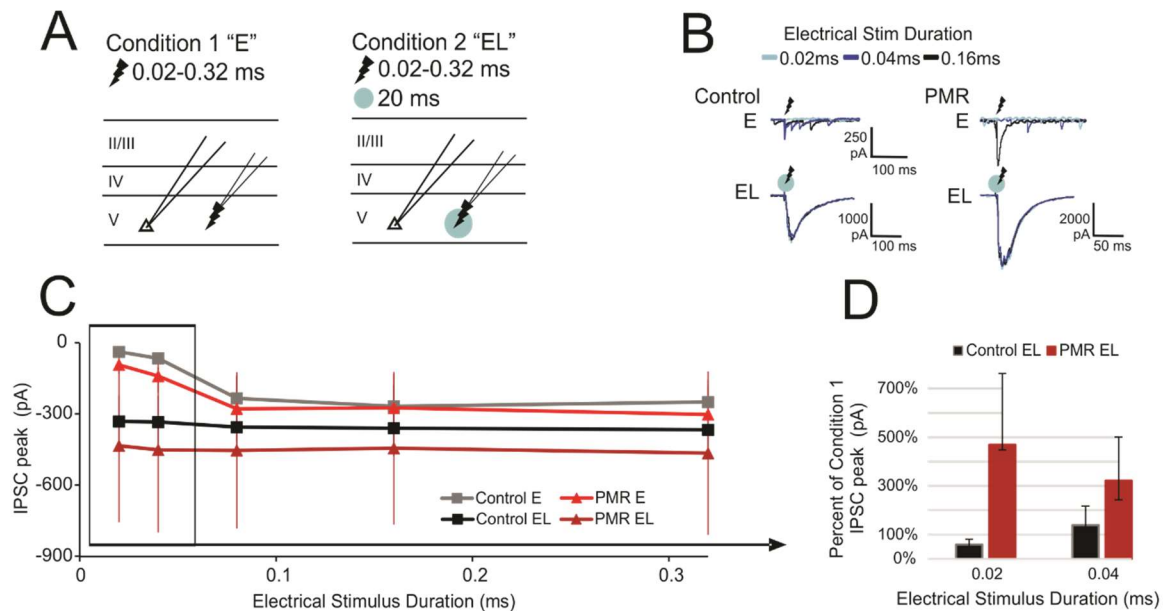 A
Condition 1 "E"
0.02-0.32 ms
II/III
IV
V
Condition 2 "EL"
0.02-0.32 ms
20 ms
II/III
IV
V
B
Electrical Stim Duration
0.02ms 0.04ms 0.16ms
Control
E
250
pA
100 ms
EL
1000
pA
100 ms
PMR
E
EL
2000
pA
50 ms
C
IPSC peak (pA)
0
-300
-600
-900
Control E PMR E
Control EL PMR EL
0 0.1 0.2 0.3
Electrical Stimulus Duration (ms)
D
Control EL PMR EL
Percent of Condition 1
IPSC peak (pA)
700%
500%
300%
100%
0%
0.02 0.04
Electrical Stimulus Duration (ms)